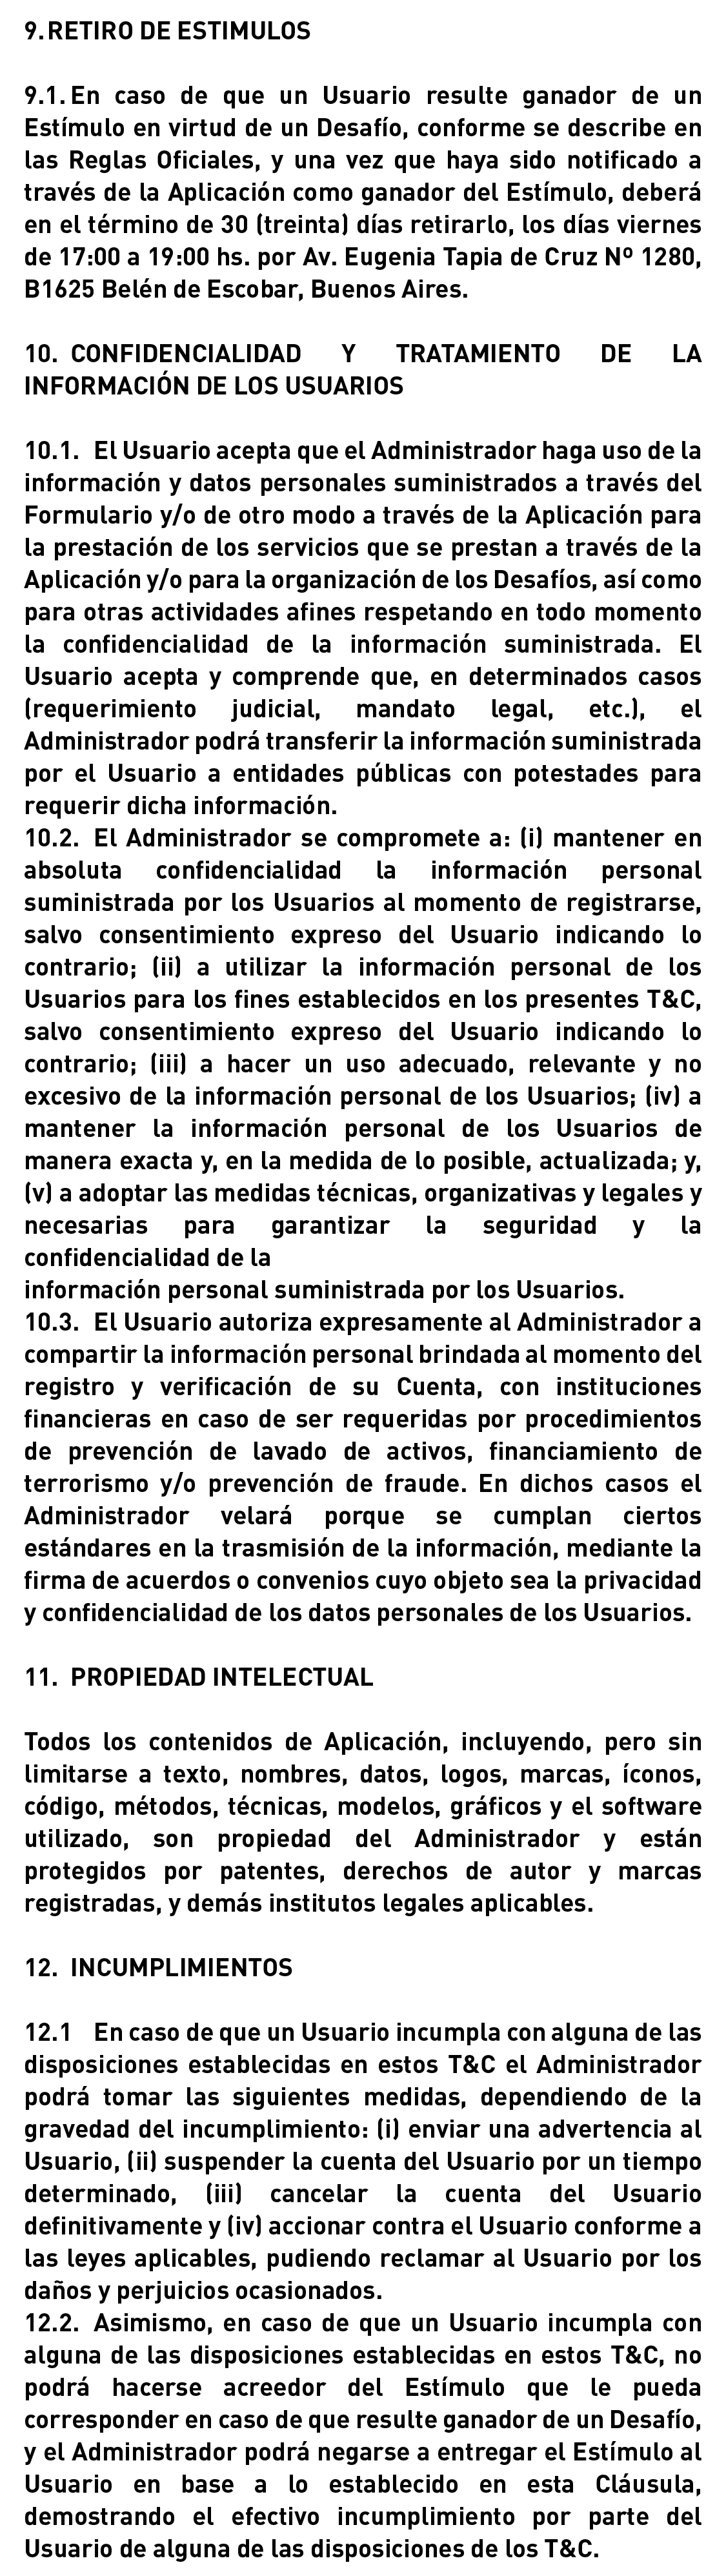 9. RETIRO DE ESTIMULOS
9.1. En caso de que un Usuario resulte ganador de un
Estímulo en virtud de un Desafío, conforme se describe en
las Reglas Oficiales, y una vez que haya sido notificado a
través de la Aplicación como ganador del Estímulo, deberá
en el término de 30 (treinta) días retirarlo, los días viernes
de 17:00 a 19:00 hs. por Av. Eugenia Tapia de Cruz Nº 1280,
B1625 Belén de Escobar, Buenos Aires.
10. CONFIDENCIALIDAD Y TRATAMIENTO DE LA
INFORMACIÓN DE LOS USUARIOS
10.1. El Usuario acepta que el Administrador haga uso de la
información y datos personales suministrados a través del
Formulario y/o de otro modo a través de la Aplicación para
la prestación de los servicios que se prestan a través de la
Aplicación y/o para la organización de los Desafíos, así como
para otras actividades afines respetando en todo momento
la confidencialidad de la información suministrada. El
Usuario acepta y comprende que, en determinados casos
(requerimiento judicial, mandato legal, etc.), el
Administrador podrá transferir la información suministrada
por el Usuario a entidades públicas con potestades para
requerir dicha información.
10.2. El Administrador se compromete a: (i) mantener en
absoluta confidencialidad la información personal
suministrada por los Usuarios al momento de registrarse,
salvo consentimiento expreso del Usuario indicando lo
contrario; (ii) a utilizar la información personal de los
Usuarios para los fines establecidos en los presentes T&C,
salvo consentimiento expreso del Usuario indicando lo
contrario; (iii) a hacer un uso adecuado, relevante y no
excesivo de la información personal de los Usuarios; (iv) a
mantener la información personal de los Usuarios de
manera exacta y, en la medida de lo posible, actualizada; y,
(v) a adoptar las medidas técnicas, organizativas y legales y
necesarias para garantizar la seguridad y la
confidencialidad de la
información personal suministrada por los Usuarios.
10.3. El Usuario autoriza expresamente al Administrador a
compartir la información personal brindada al momento del
registro y verificación de su Cuenta, con instituciones
financieras en caso de ser requeridas por procedimientos
de prevención de lavado de activos, financiamiento de
terrorismo y/o prevención de fraude. En dichos casos el
Administrador velará porque se cumplan ciertos
estándares en la trasmisión de la información, mediante la
firma de acuerdos o convenios cuyo objeto sea la privacidad
y confidencialidad de los datos personales de los Usuarios.
11. PROPIEDAD INTELECTUAL
Todos los contenidos de Aplicación, incluyendo, pero sin
limitarse a texto, nombres, datos, logos, marcas, íconos,
código, métodos, técnicas, modelos, gráficos y el software
utilizado, son propiedad del Administrador y están
protegidos por patentes, derechos de autor y marcas
registradas, y demás institutos legales aplicables.
12. INCUMPLIMIENTOS
12.1 En caso de que un Usuario incumpla con alguna de las
disposiciones establecidas en estos T&C el Administrador
podrá tomar las siguientes medidas, dependiendo de la
gravedad del incumplimiento: (i) enviar una advertencia al
Usuario, (ii) suspender la cuenta del Usuario por un tiempo
determinado, (iii) cancelar la cuenta del Usuario
definitivamente y (iv) accionar contra el Usuario conforme a
las leyes aplicables, pudiendo reclamar al Usuario por los
daños y perjuicios ocasionados.
12.2. Asimismo, en caso de que un Usuario incumpla con
alguna de las disposiciones establecidas en estos T&C, no
podrá hacerse acreedor del Estímulo que le pueda
corresponder en caso de que resulte ganador de un Desafío,
y el Administrador podrá negarse a entregar el Estímulo al
Usuario en base a lo establecido en esta Cláusula,
demostrando el efectivo incumplimiento por parte del
Usuario de alguna de las disposiciones de los T&C.